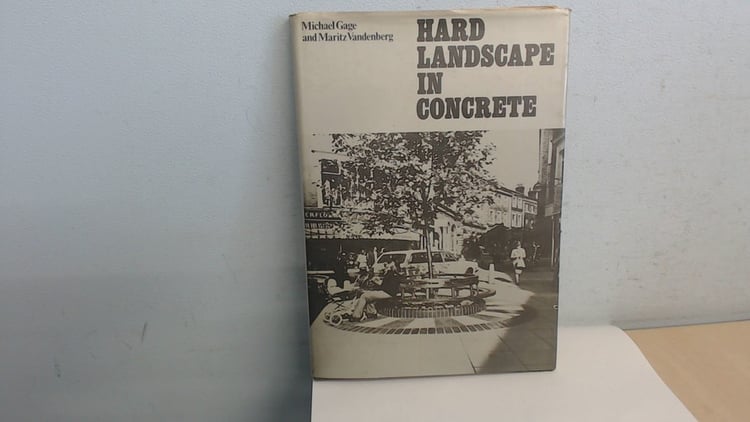 Michael Gage
and Maritz Vandenberg
HARD
LANDSCAPE
IN
CONCRETE